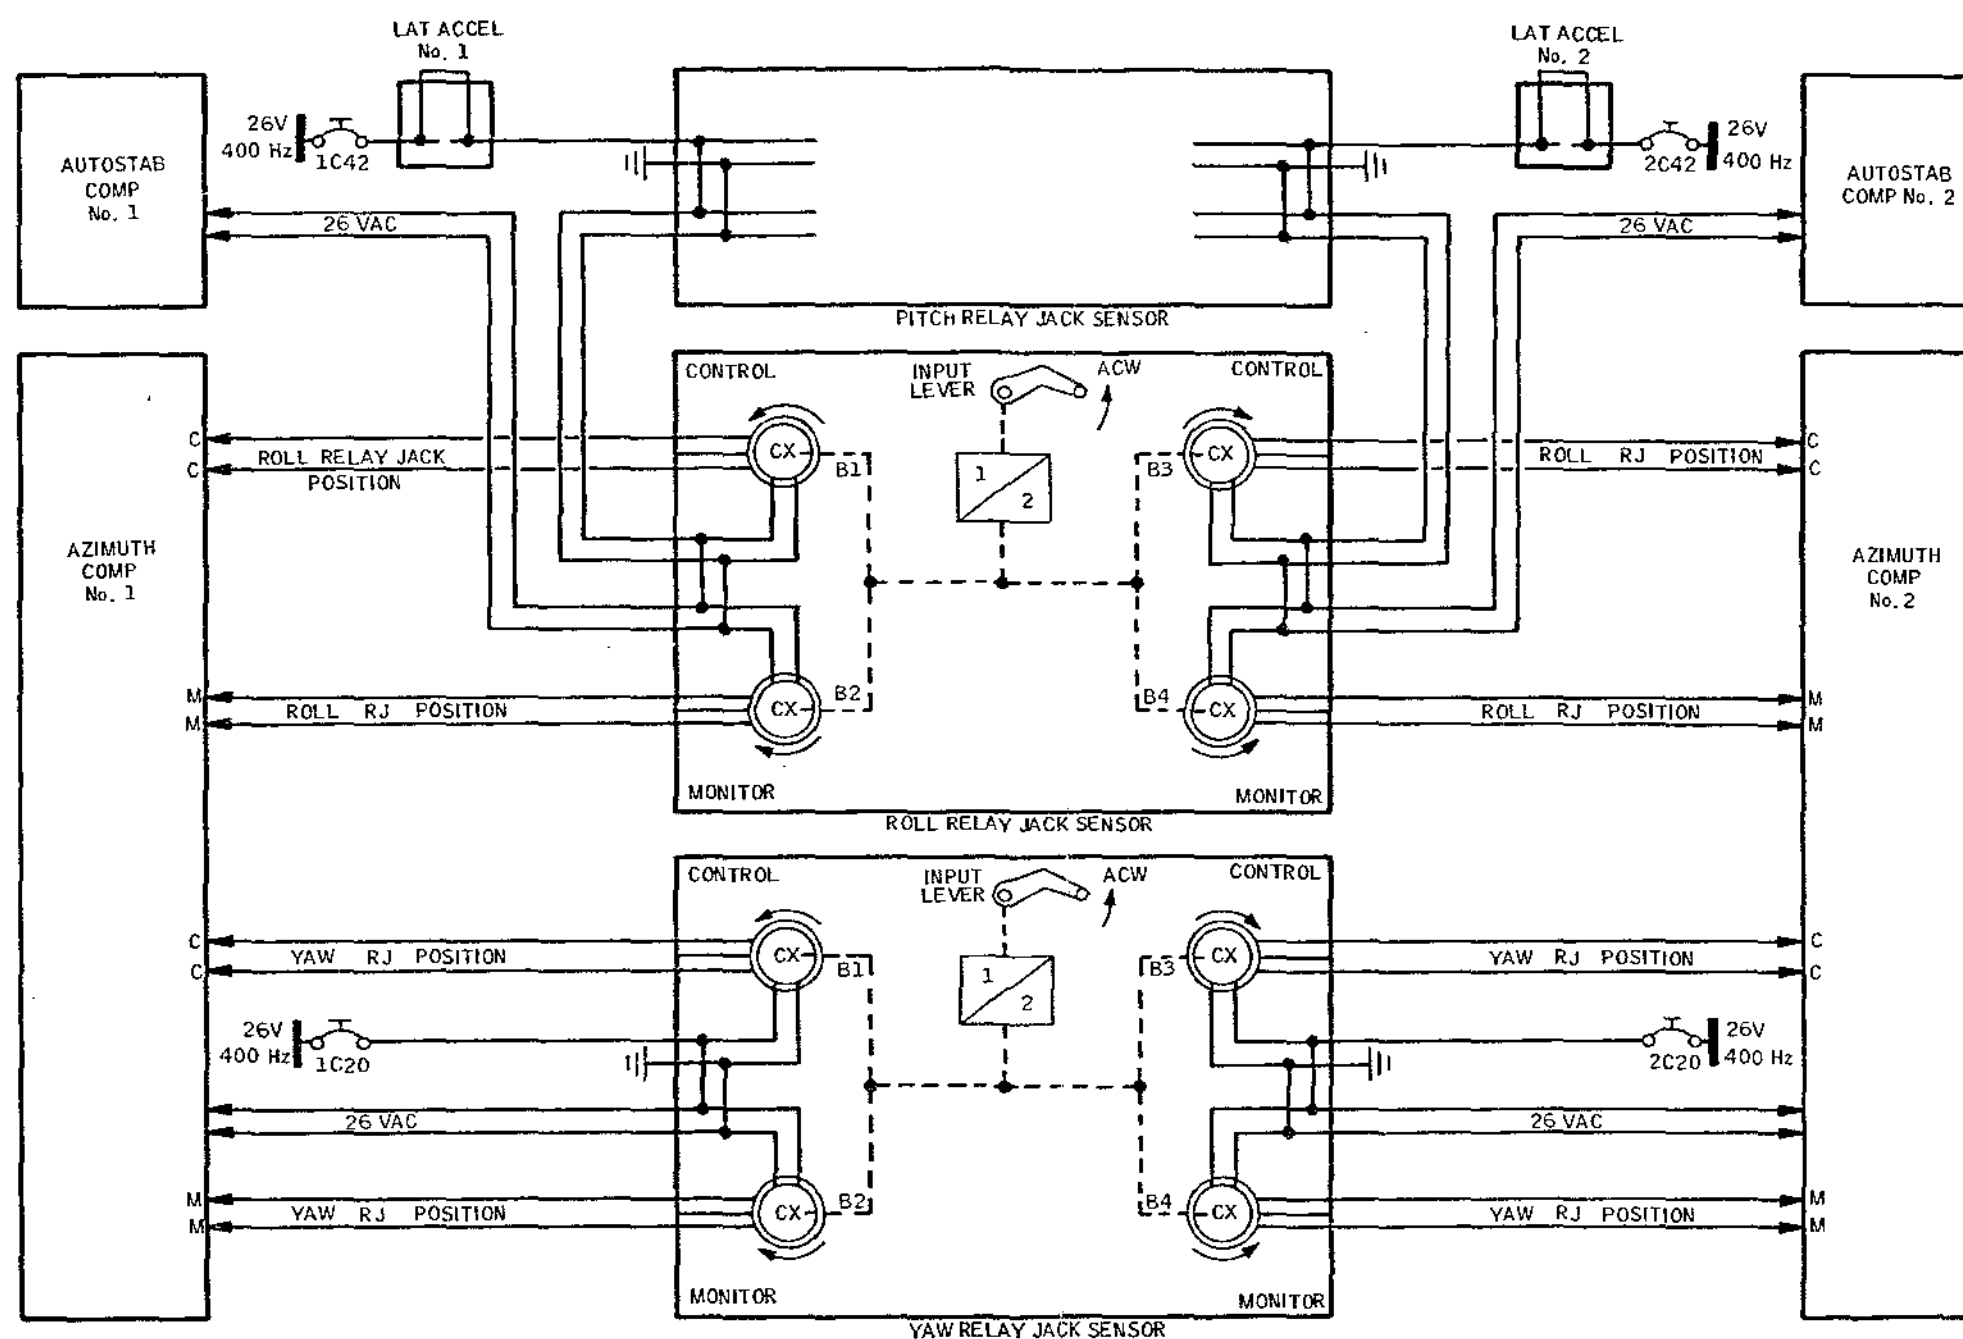 LAT ACCEL
No. 1
LAT ACCEL
No. 2
26V
400 Hz
1C42
26V
400 Hz
2C42
AUTOSTAB
COMP
No. 1
AUTOSTAB
COMP No. 2
26 VAC
26 VAC
PITCH RELAY JACK SENSOR
CONTROL
INPUT
LEVER
ACW
CONTROL
C
C
ROLL RELAY JACK
POSITION
CX
B1
1
2
B3
CX
ROLL RJ POSITION
C
C
AZIMUTH
COMP
No. 1
AZIMUTH
COMP
No. 2
M
M
ROLL RJ POSITION
CX
B2
B4
CX
ROLL RJ POSITION
M
M
MONITOR
MONITOR
ROLL RELAY JACK SENSOR
CONTROL
INPUT
LEVER
ACW
CONTROL
C
C
YAW RJ POSITION
CX
B1
1
2
B3
CX
YAW RJ POSITION
C
C
26V
400 Hz
1C20
26V
400 Hz
2C20
26 VAC
26 VAC
M
M
YAW RJ POSITION
CX
B2
B4
CX
YAW RJ POSITION
M
M
MONITOR
MONITOR
YAW RELAY JACK SENSOR